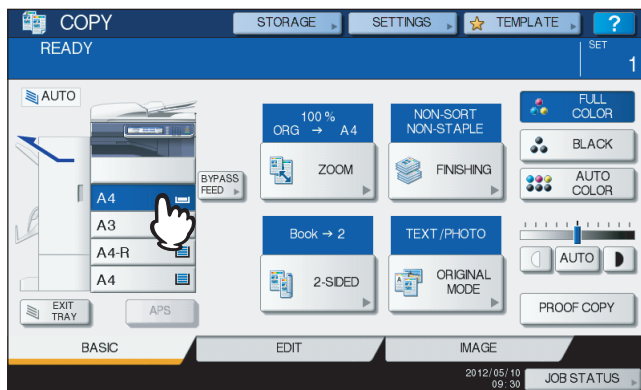 COPY
STORAGE
SETTINGS
TEMPLATE
?
READY
SET
1
AUTO
A4
A3
A4-R
A4
BYPASS
FEED
EXIT
TRAY
APS
100 %
ORG → A4
ZOOM
NON-SORT
NON-STAPLE
FINISHING
Book → 2
2-SIDED
TEXT/PHOTO
ORIGINAL
MODE
FULL
COLOR
BLACK
AUTO
COLOR
AUTO
PROOF COPY
BASIC
EDIT
IMAGE
2012/05/10
09:30
JOB STATUS